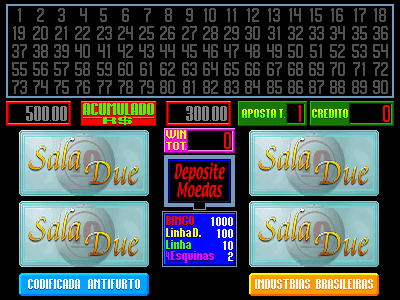 1 2 3 4 5 6 7 8 9 10 11 12 13 14 15 16 17 18
19 20 21 22 23 24 25 26 27 28 29 30 31 32 33 34 35 36
37 38 39 40 41 42 43 44 45 46 47 48 49 50 51 52 53 54
55 56 57 58 59 60 61 62 63 64 65 66 67 68 69 70 71 72
73 74 75 76 77 78 79 80 81 82 83 84 85 86 87 88 89 90
500.00 ACUMULADO R$ 300.00 APOSTA T. 1 CREDITO 0
WIN TOT 0
Sala Due
Sala Due
Deposite
Moedas
Sala Due
Sala Due
BINGO 1000
LinhaD. 100
Linha 10
4Esquinas 2
CODIFICADA ANTIFURTO
INDUSTRIAS BRASILEIRAS